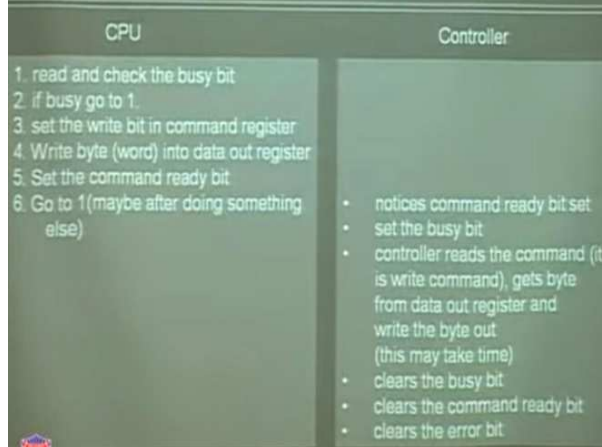 CPU
1. read and check the busy bit
2. if busy go to 1.
3. set the write bit in command register
4. Write byte (word) into data out register
5. Set the command ready bit
6. Go to 1(maybe after doing something
else)
Controller
• notices command ready bit set
• set the busy bit
• controller reads the command (it
is write command), gets byte
from data out register and
write the byte out
(this may take time)
• clears the busy bit
• clears the command ready bit
• clears the error bit